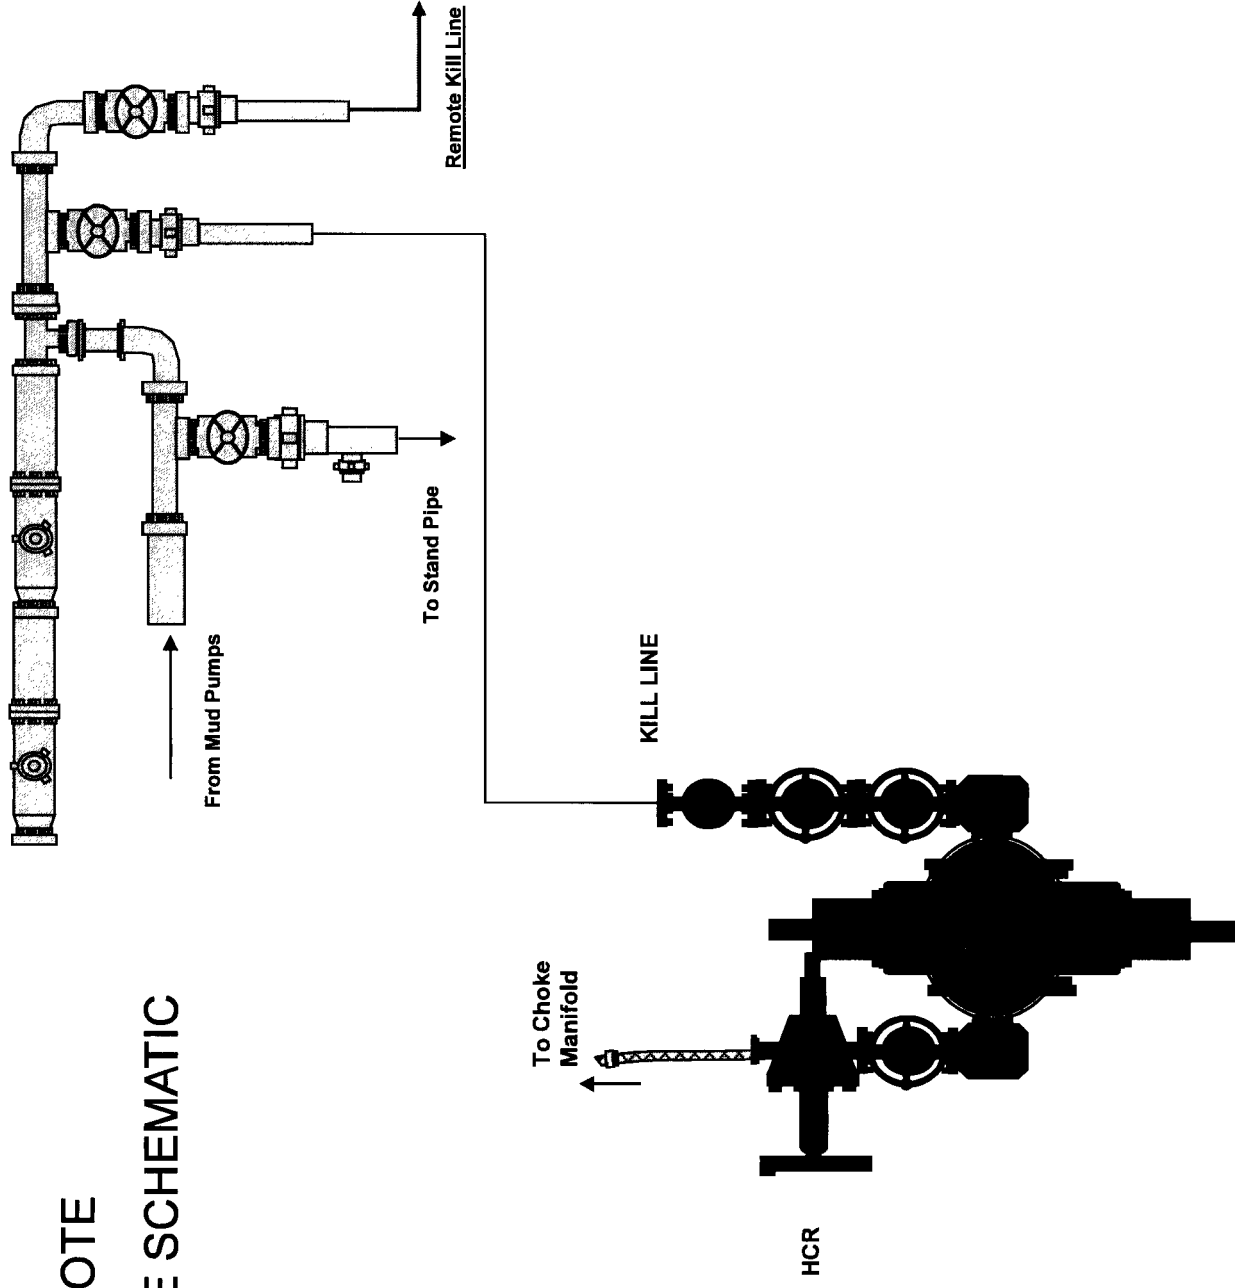 OTE
E SCHEMATIC
Remote Kill Line
From Mud Pumps
To Stand Pipe
KILL LINE
To Choke
Manifold
HCR